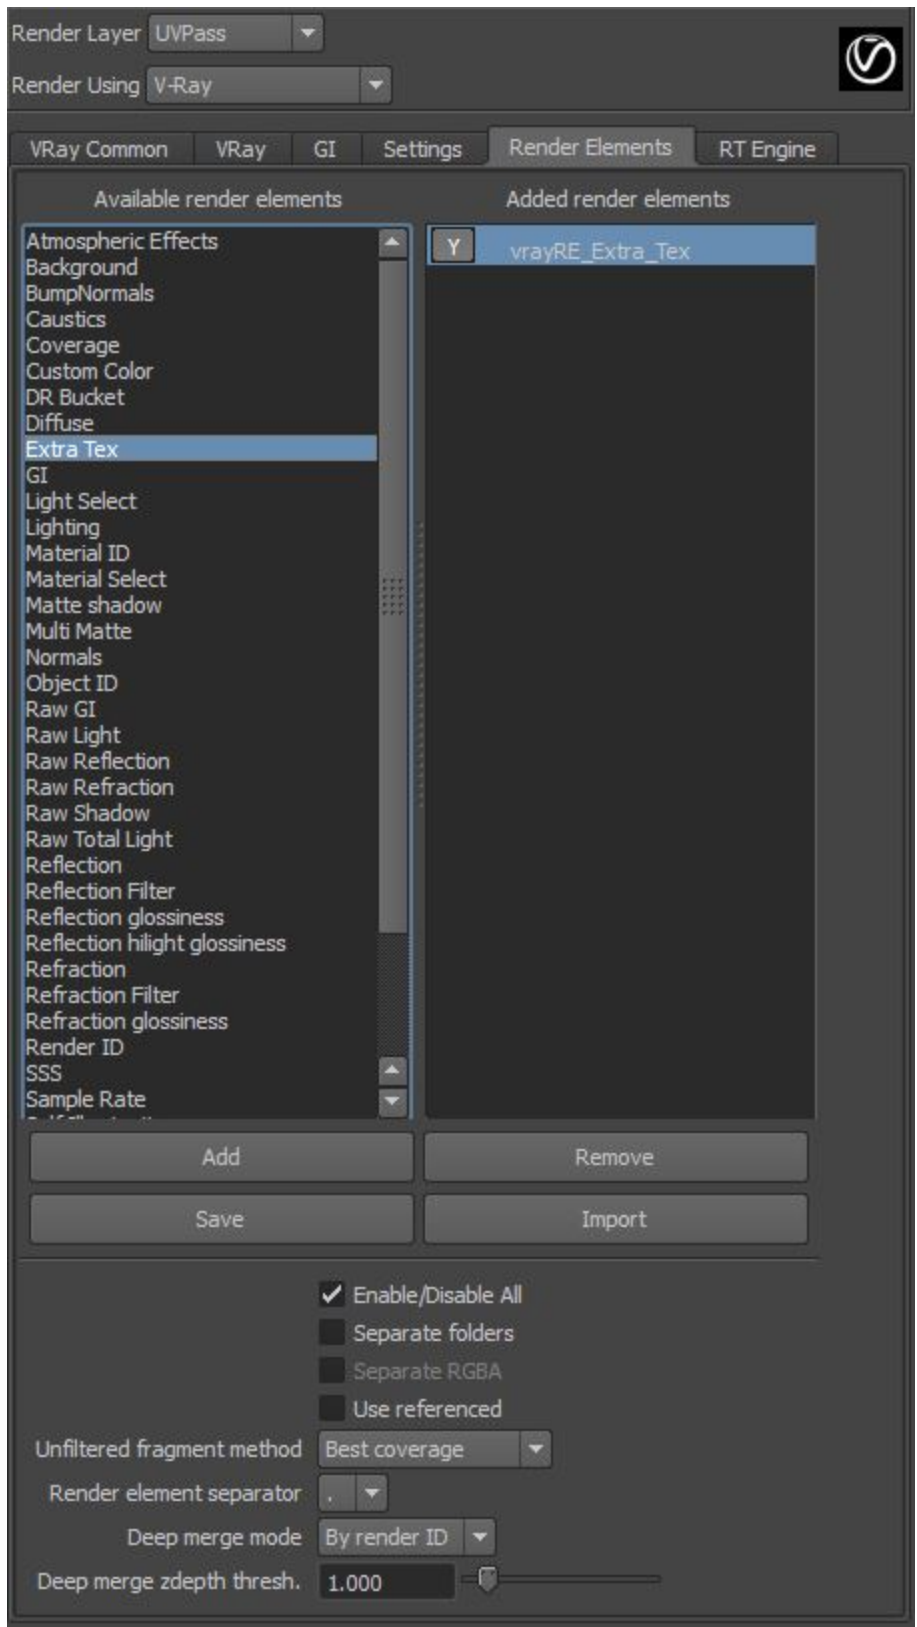 Render Layer UVPass
Render Using V-Ray
VRay Common VRay GI Settings Render Elements RT Engine
Available render elements
Added render elements
Atmospheric Effects
Background
BumpNormals
Caustics
Coverage
Custom Color
DR Bucket
Diffuse
Extra Tex
GI
Light Select
Lighting
Material ID
Material Select
Matte shadow
Multi Matte
Normals
Object ID
Raw GI
Raw Light
Raw Reflection
Raw Refraction
Raw Shadow
Raw Total Light
Reflection
Reflection Filter
Reflection glossiness
Reflection hilight glossiness
Refraction
Refraction Filter
Refraction glossiness
Render ID
SSS
Sample Rate
Y vrayRE_Extra_Tex
Add
Remove
Save
Import
Enable/Disable All
Separate folders
Separate RGBA
Use referenced
Unfiltered fragment method Best coverage
Render element separator .
Deep merge mode By render ID
Deep merge zdepth thresh. 1.000